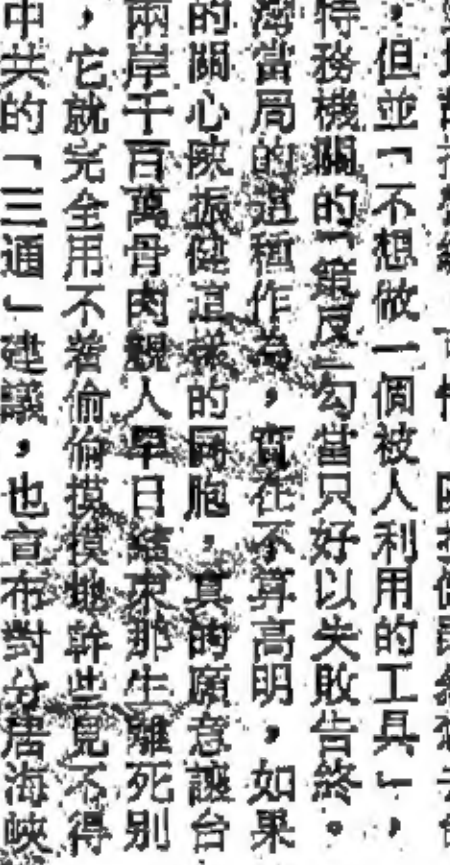 ，但並「不想做一個被人利用的工具」，
特務機關的「策反」勾當只好以失敗告終。
灣當局的這種作為，實在不算高明，如果
的關心陳振健這樣的同胞，真的願意讓台
兩岸千百萬骨肉親人早日結束那生離死別
，它就完全用不着偷偷摸摸地幹些見不得
中共的「三通」建議，也宣布對分居海峽